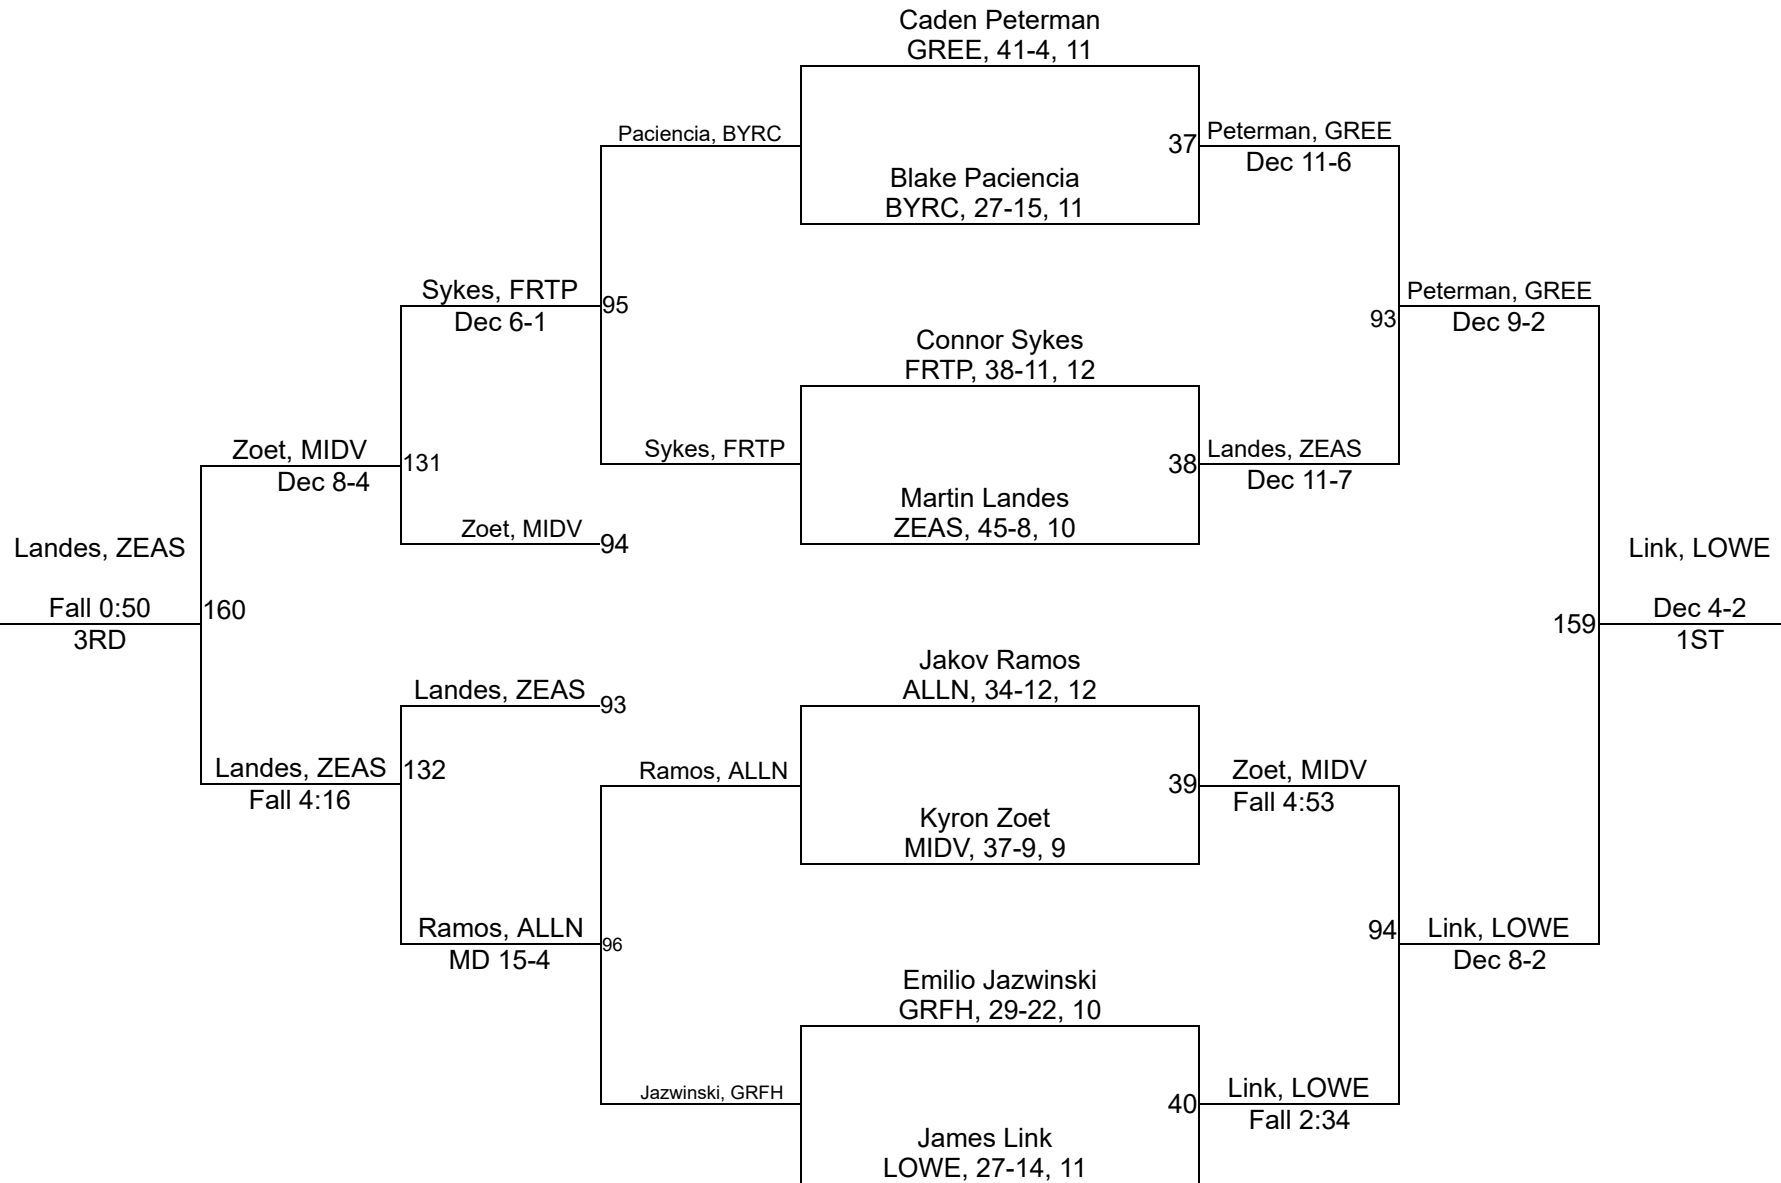 Caden Peterman
GREE, 41-4, 11
Paciencia, BYRC
37
Peterman, GREE
Dec 11-6
Blake Paciencia
BYRC, 27-15, 11
Sykes, FRTP
Dec 6-1
95
93
Peterman, GREE
Dec 9-2
Connor Sykes
FRTP, 38-11, 12
Zoet, MIDV
Dec 8-4
131
Sykes, FRTP
38
Landes, ZEAS
Dec 11-7
Martin Landes
ZEAS, 45-8, 10
Zoet, MIDV
94
Landes, ZEAS
Fall 0:50
3RD
160
159
Link, LOWE
Dec 4-2
1ST
Jakov Ramos
ALLN, 34-12, 12
Landes, ZEAS
93
Landes, ZEAS
Fall 4:16
132
Ramos, ALLN
39
Zoet, MIDV
Fall 4:53
Kyron Zoet
MIDV, 37-9, 9
Ramos, ALLN
MD 15-4
96
94
Link, LOWE
Dec 8-2
Emilio Jazwinski
GRFH, 29-22, 10
Jazwinski, GRFH
40
Link, LOWE
Fall 2:34
James Link
LOWE, 27-14, 11